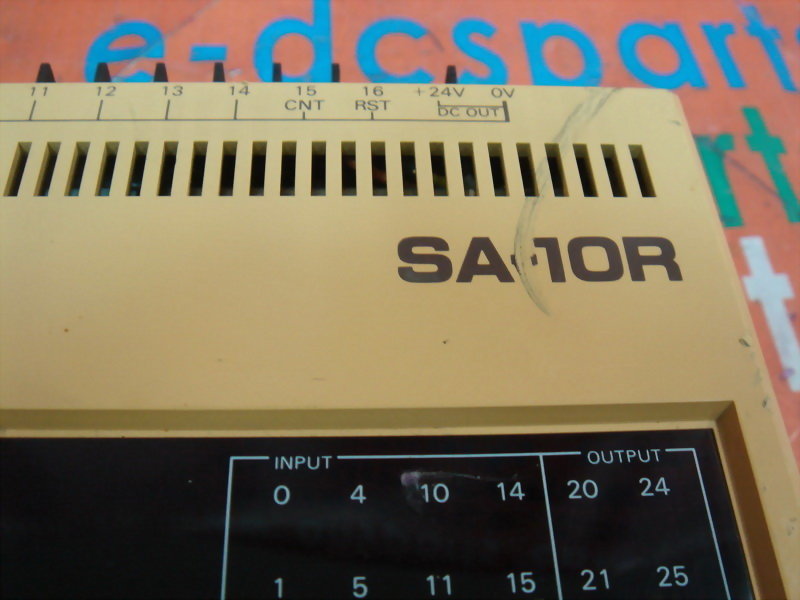 e-dcsparts
11 12 13 14 15 16 +24V 0V
CNT RST DC OUT
SA-10R
INPUT OUTPUT
0 4 10 14 20 24
1 5 11 15 21 25